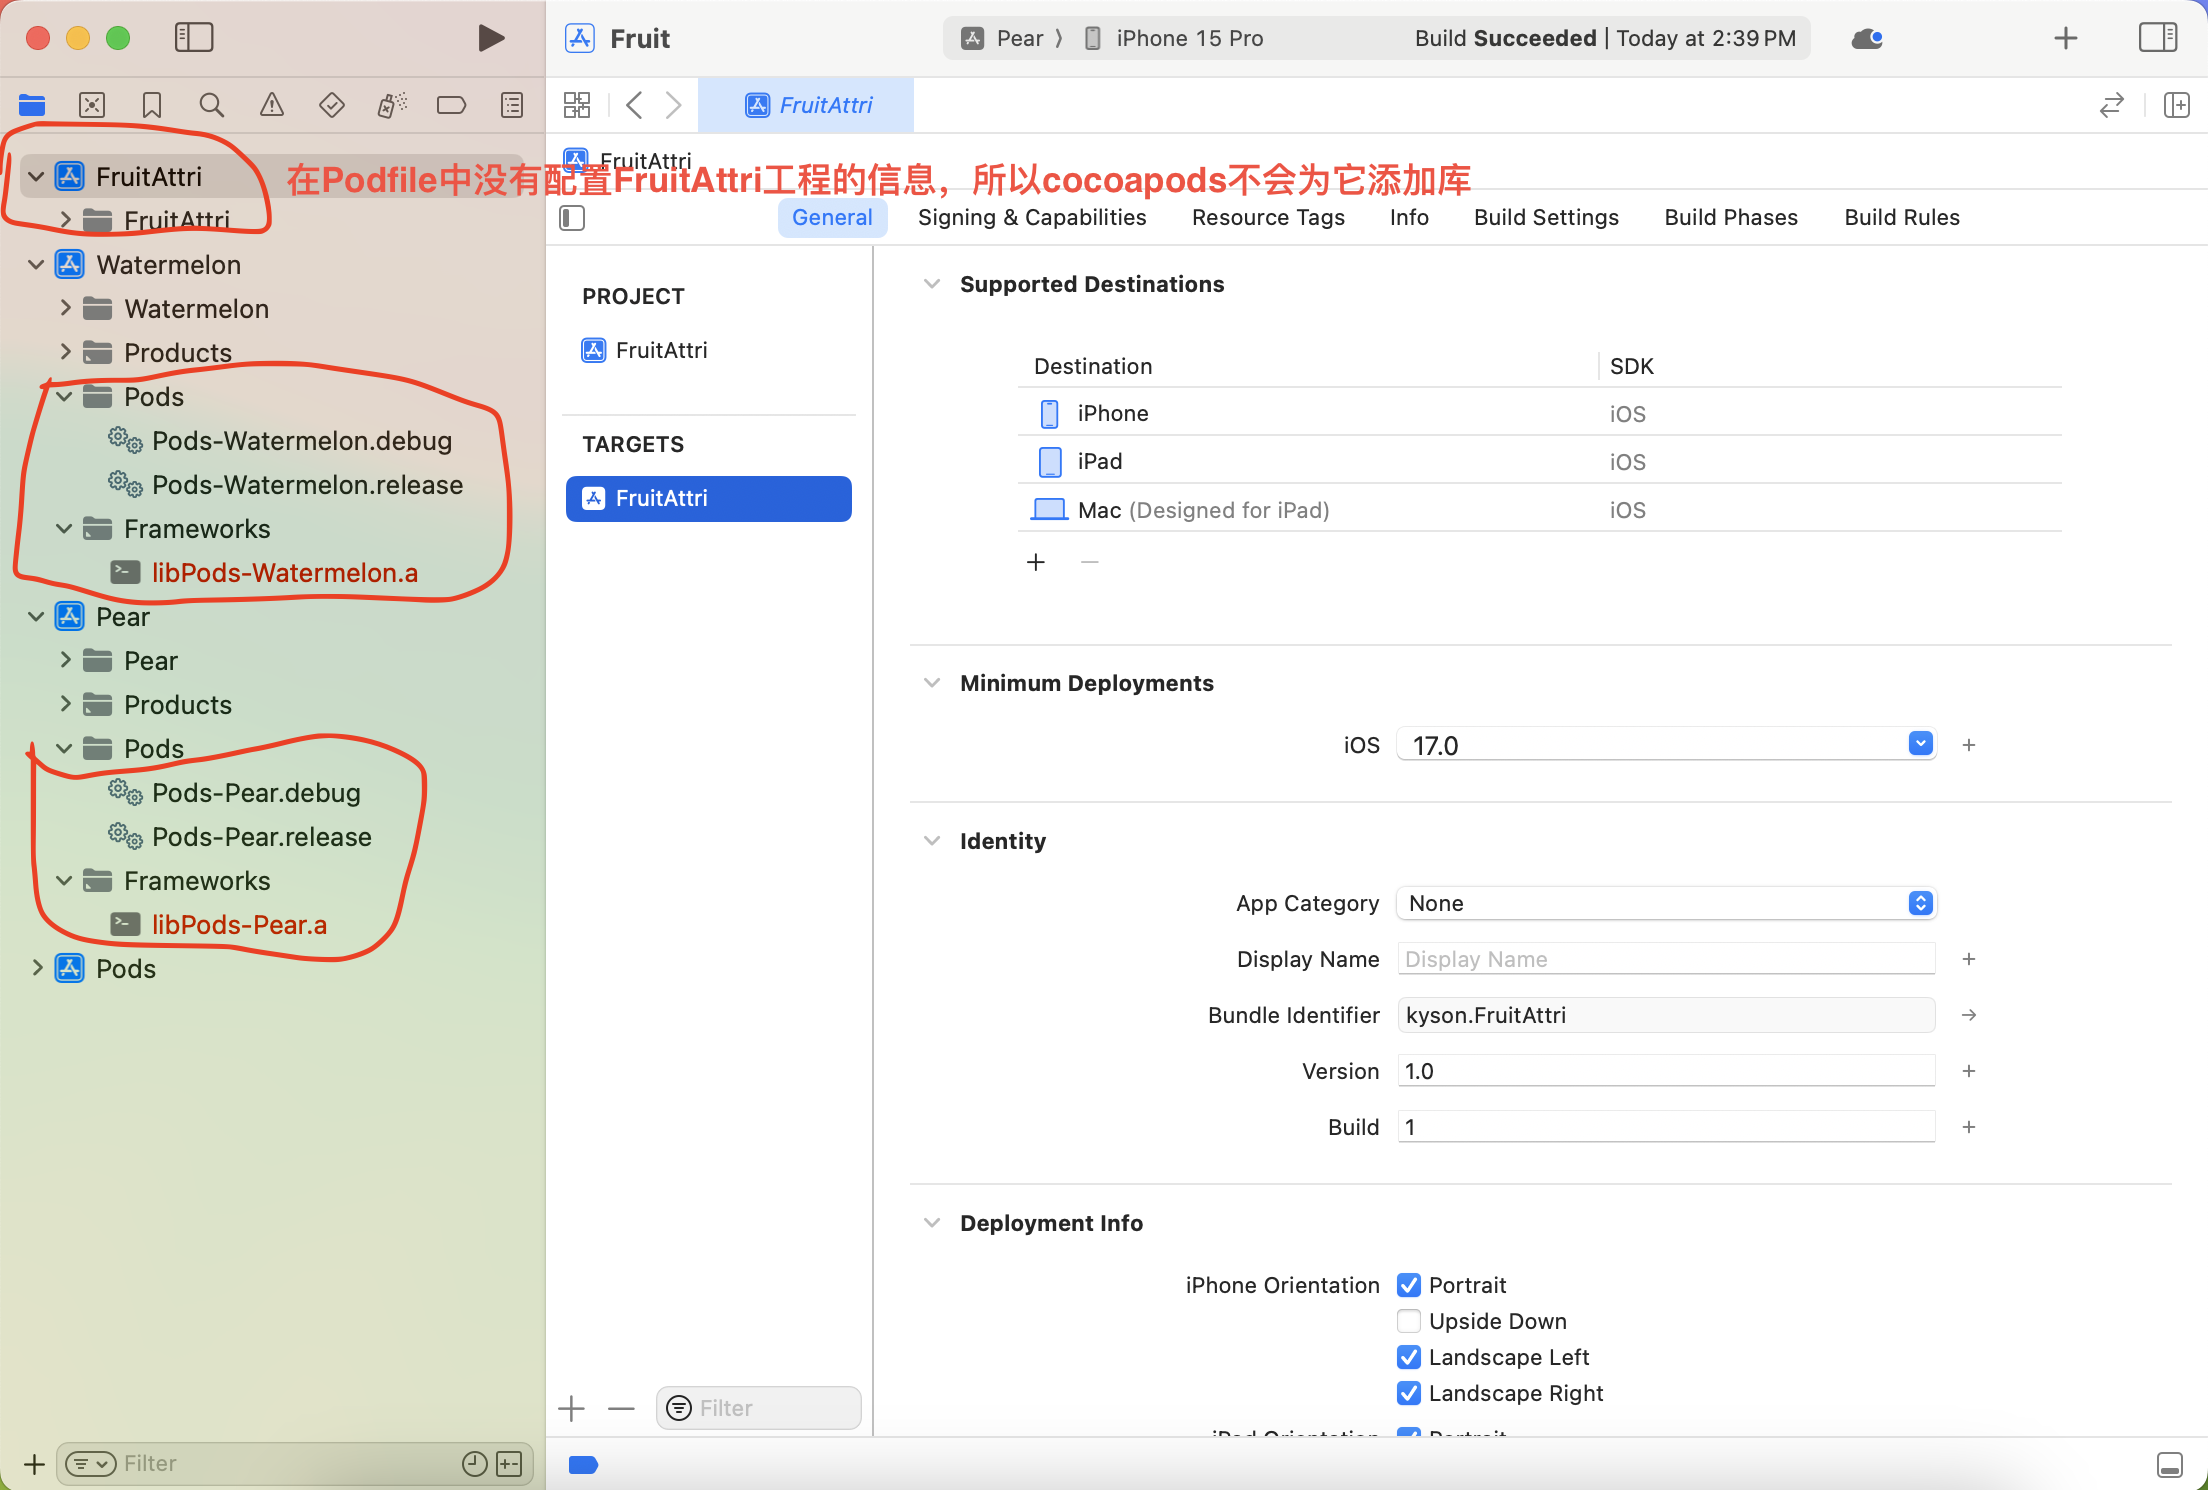 Fruit
Pear 〉 iPhone 15 Pro
Build Succeeded | Today at 2:39 PM
FruitAttri
FruitAttri
在Podfile中没有配置FruitAttri工程的信息，所以cocoapods不会为它添加库
FruitAttri
FruitAttri
Watermelon
Watermelon
Products
Pods
Pods-Watermelon.debug
Pods-Watermelon.release
Frameworks
libPods-Watermelon.a
Pear
Pear
Products
Pods
Pods-Pear.debug
Pods-Pear.release
Frameworks
libPods-Pear.a
Pods
Filter
General Signing & Capabilities Resource Tags Info Build Settings Build Phases Build Rules
PROJECT
FruitAttri
TARGETS
FruitAttri
Filter
Supported Destinations
Destination SDK
iPhone iOS
iPad iOS
Mac (Designed for iPad) iOS
Minimum Deployments
iOS 17.0
Identity
App Category None
Display Name Display Name
Bundle Identifier kyson.FruitAttri
Version 1.0
Build 1
Deployment Info
iPhone Orientation Portrait
Upside Down
Landscape Left
Landscape Right
iPad Orientation Portrait